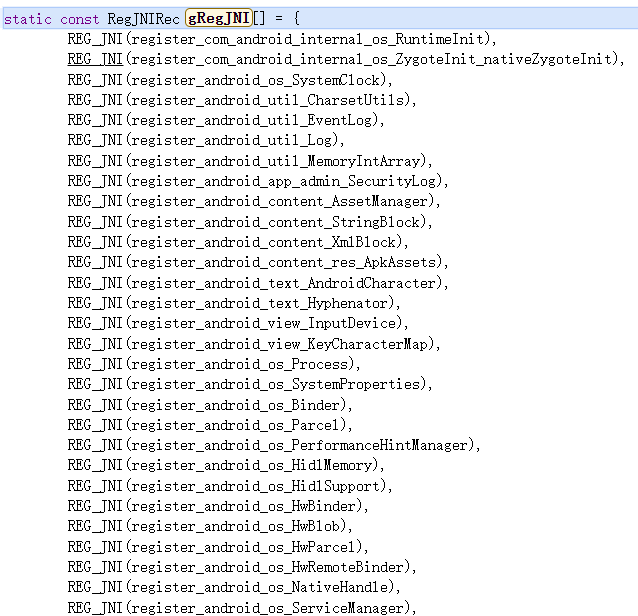 static const RegJNIRec gRegJNI[] = {
REG_JNI(register_com_android_internal_os_RuntimeInit),
REG_JNI(register_com_android_internal_os_ZygoteInit_nativeZygoteInit),
REG_JNI(register_android_os_SystemClock),
REG_JNI(register_android_util_CharsetUtils),
REG_JNI(register_android_util_EventLog),
REG_JNI(register_android_util_Log),
REG_JNI(register_android_util_MemoryIntArray),
REG_JNI(register_android_app_admin_SecurityLog),
REG_JNI(register_android_content_AssetManager),
REG_JNI(register_android_content_StringBlock),
REG_JNI(register_android_content_XmlBlock),
REG_JNI(register_android_content_res_ApkAssets),
REG_JNI(register_android_text_AndroidCharacter),
REG_JNI(register_android_text_Hyphenator),
REG_JNI(register_android_view_InputDevice),
REG_JNI(register_android_view_KeyCharacterMap),
REG_JNI(register_android_os_Process),
REG_JNI(register_android_os_SystemProperties),
REG_JNI(register_android_os_Binder),
REG_JNI(register_android_os_Parcel),
REG_JNI(register_android_os_PerformanceHintManager),
REG_JNI(register_android_os_HidlMemory),
REG_JNI(register_android_os_HidlSupport),
REG_JNI(register_android_os_HwBinder),
REG_JNI(register_android_os_HwBlob),
REG_JNI(register_android_os_HwParcel),
REG_JNI(register_android_os_HwRemoteBinder),
REG_JNI(register_android_os_NativeHandle),
REG_JNI(register_android_os_ServiceManager),